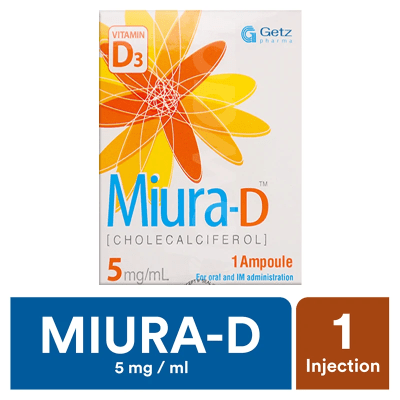 VITAMIN
D3
Getz
pharma
Miura-D™
[CHOLECALCIFEROL]
5mg/mL
1 Ampoule
For oral and IM administration
MIURA-D
5 mg / ml
1
Injection